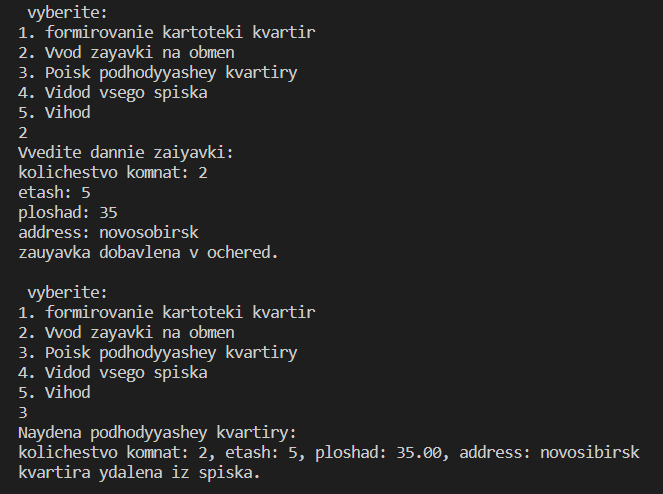 vyberite:
1. formirovanie kartoteki kvartir
2. Vvod zayavki na obmen
3. Poisk podhodyyashey kvartiry
4. Vidod vsego spiska
5. Vihod
2
Vvedite dannie zaiyavki:
kolichestvo komnat: 2
etash: 5
ploshad: 35
address: novosobirsk
zauyavka dobavlena v ochered.
vyberite:
1. formirovanie kartoteki kvartir
2. Vvod zayavki na obmen
3. Poisk podhodyyashey kvartiry
4. Vidod vsego spiska
5. Vihod
3
Naydena podhodyyashey kvartiry:
kolichestvo komnat: 2, etash: 5, ploshad: 35.00, address: novosibirsk
kvartira ydalena iz spiska.